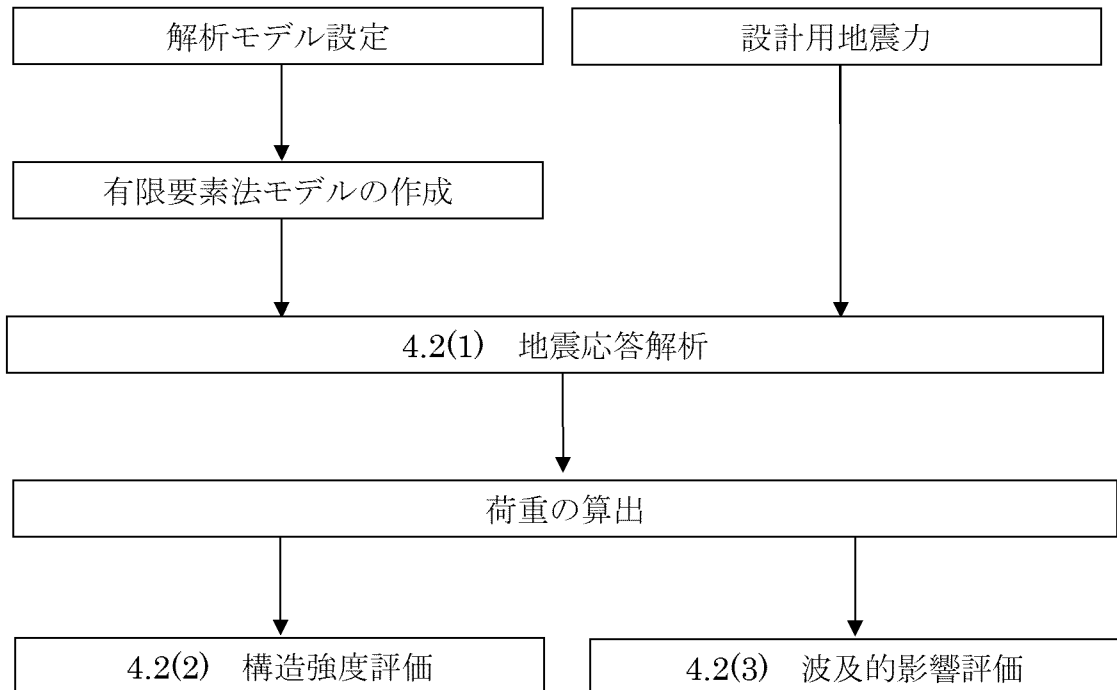 解析モデル設定
設計用地震力
有限要素法モデルの作成
4.2(1)　地震応答解析
荷重の算出
4.2(2)　構造強度評価
4.2(3)　波及的影響評価